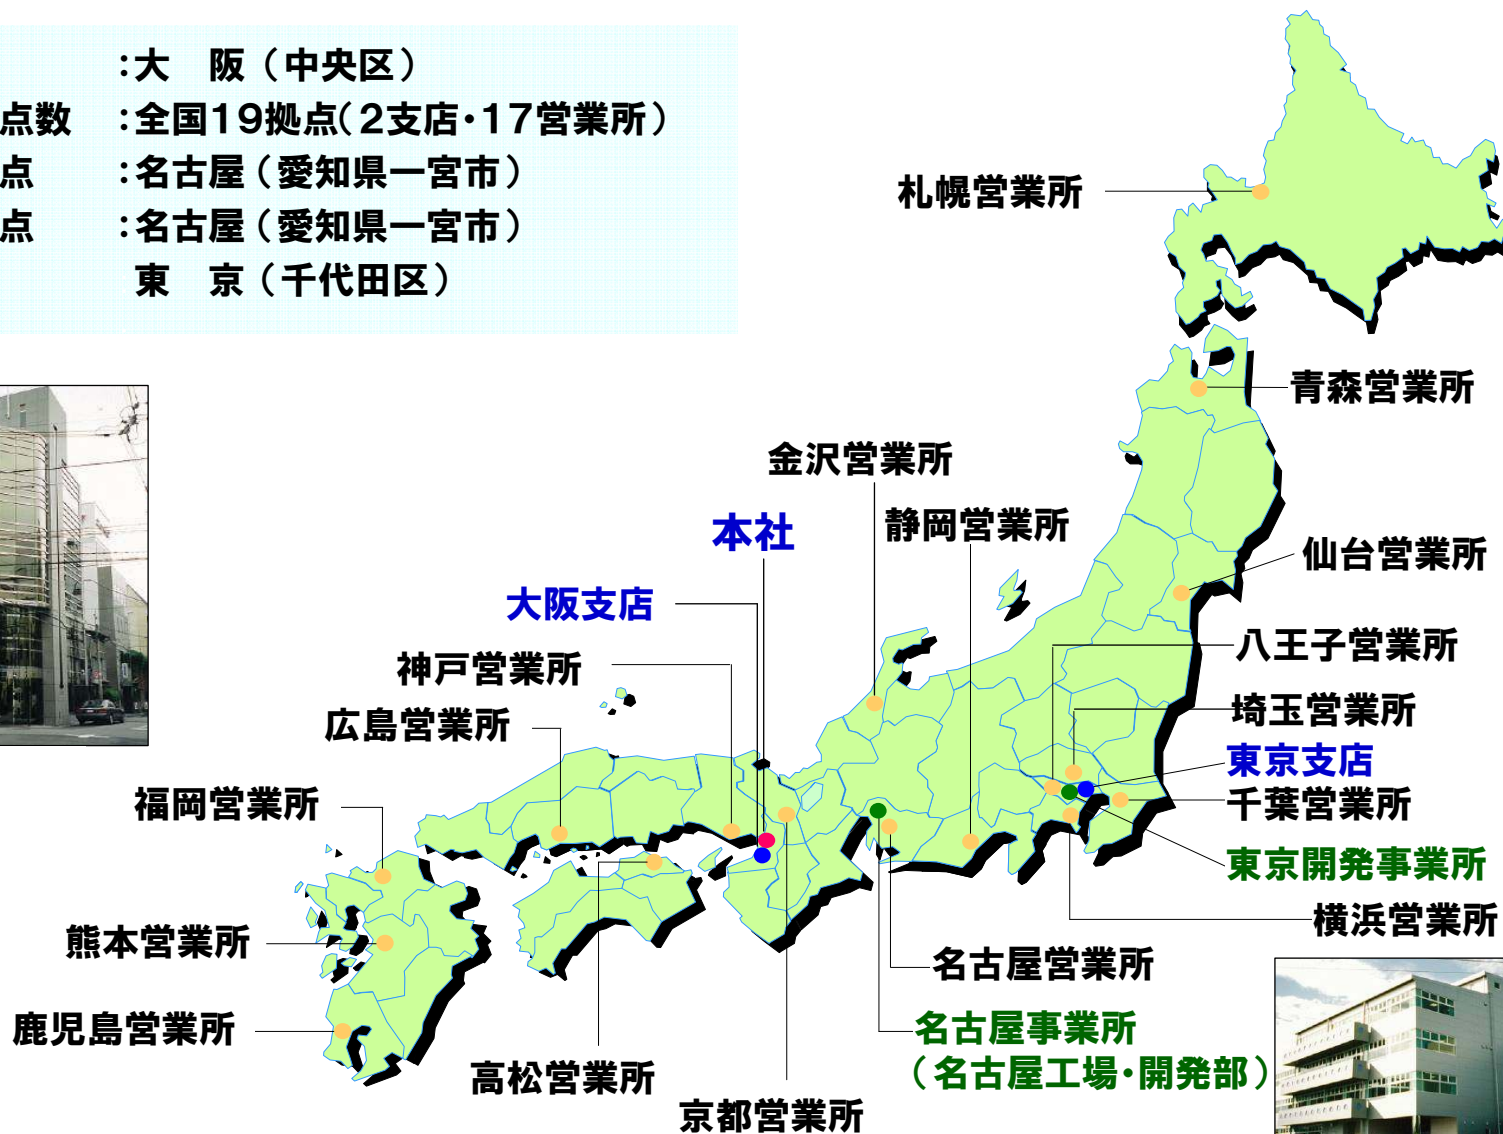 :大　阪（中央区）
点数　:全国19拠点（2支店・17営業所）
点　:名古屋（愛知県一宮市）
点　:名古屋（愛知県一宮市）
東　京（千代田区）
札幌営業所
青森営業所
金沢営業所
静岡営業所
本社
仙台営業所
大阪支店
八王子営業所
神戸営業所
埼玉営業所
広島営業所
東京支店
福岡営業所
千葉営業所
東京開発事業所
横浜営業所
熊本営業所
名古屋営業所
鹿児島営業所
名古屋事業所
（名古屋工場・開発部）
高松営業所
京都営業所